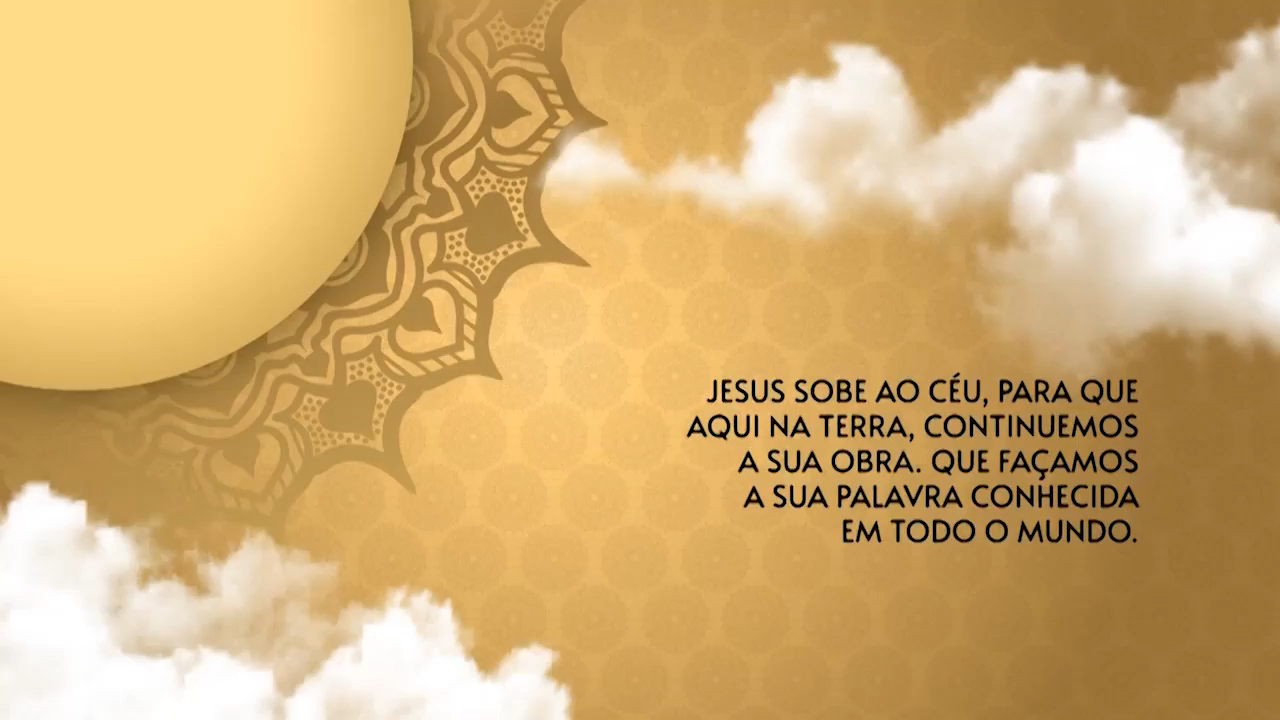 JESUS SOBE AO CÉU, PARA QUE
AQUI NA TERRA, CONTINUEMOS
A SUA OBRA. QUE FAÇAMOS
A SUA PALAVRA CONHECIDA
EM TODO O MUNDO.